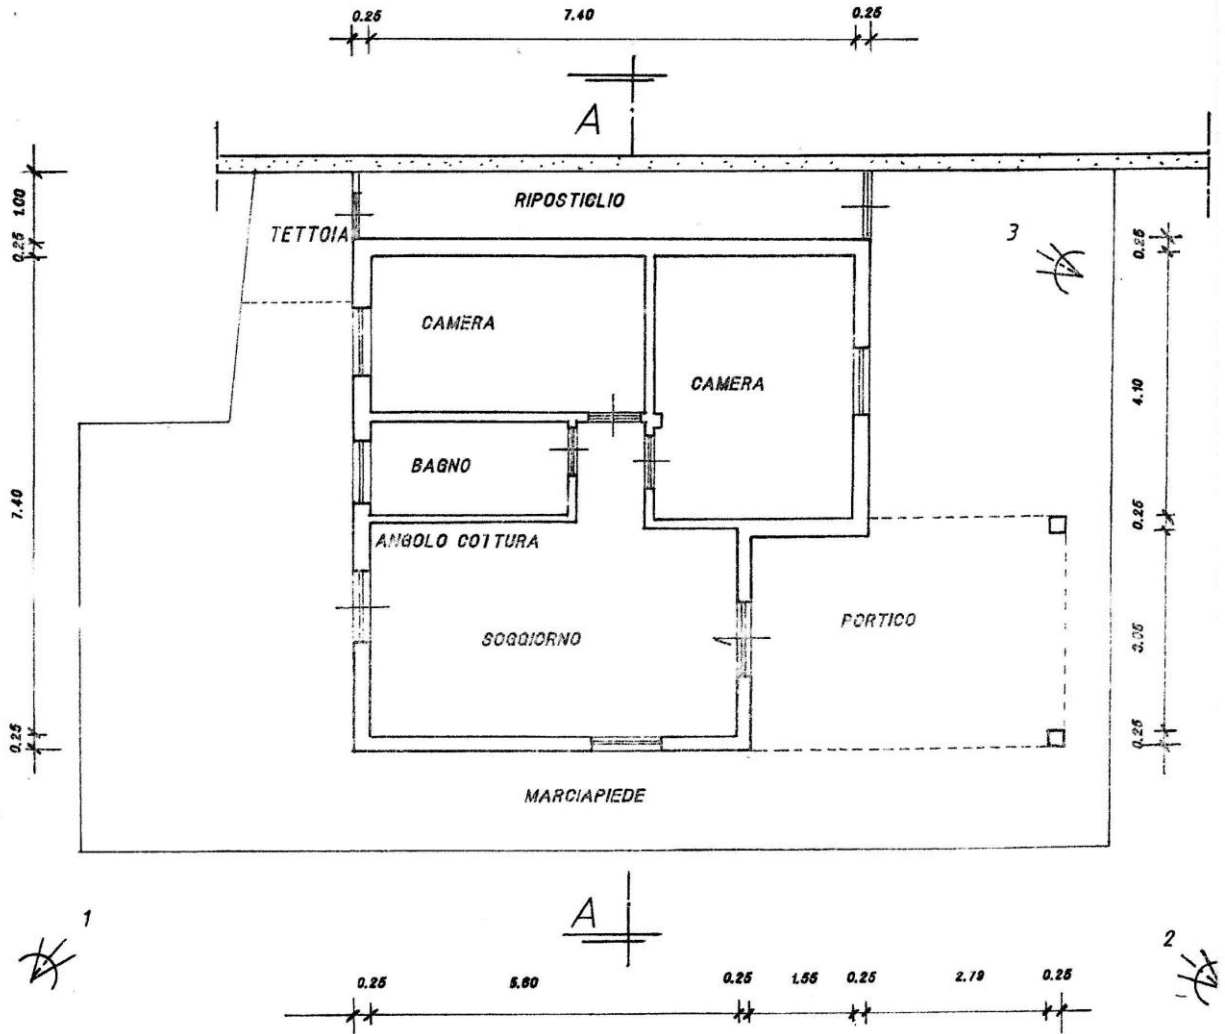 0.25 7.40 0.25
A
1.00
RIPOSTIGLIO
TETTOIA
3
0.25
0.25
CAMERA
CAMERA
4.10
BAGNO
7.40
0.25
ANGOLO COTTURA
PORTICO
SOGGIORNO
3.05
0.25
0.25
MARCIAPIEDE
1
A
2
0.25 5.60 0.25 1.55 0.25 2.79 0.25